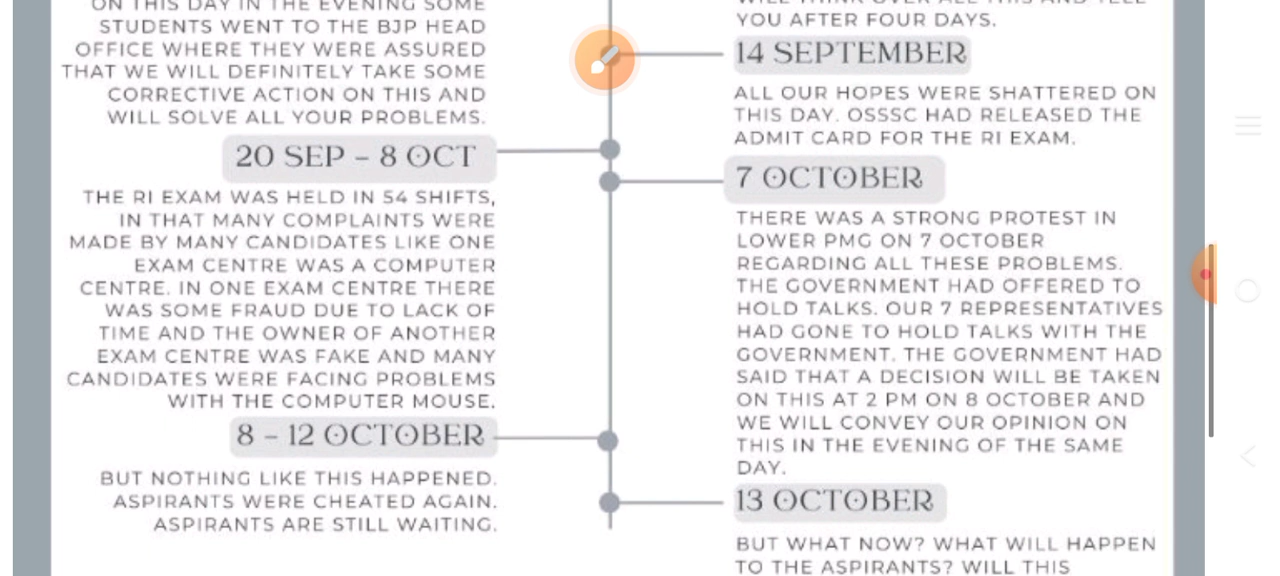 ON THIS DAY IN THE EVENING SOME
STUDENTS WENT TO THE BJP HEAD
OFFICE WHERE THEY WERE ASSURED
THAT WE WILL DEFINITELY TAKE SOME
CORRECTIVE ACTION ON THIS AND
WILL SOLVE ALL YOUR PROBLEMS.
WILL THINK OVER ALL THIS AND TELL
YOU AFTER FOUR DAYS.
14 SEPTEMBER
ALL OUR HOPES WERE SHATTERED ON
THIS DAY. OSSSC HAD RELEASED THE
ADMIT CARD FOR THE RI EXAM.
20 SEP - 8 OCT
THE RI EXAM WAS HELD IN 54 SHIFTS,
IN THAT MANY COMPLAINTS WERE
MADE BY MANY CANDIDATES LIKE ONE
EXAM CENTRE WAS A COMPUTER
CENTRE. IN ONE EXAM CENTRE THERE
WAS SOME FRAUD DUE TO LACK OF
TIME AND THE OWNER OF ANOTHER
EXAM CENTRE WAS FAKE AND MANY
CANDIDATES WERE FACING PROBLEMS
WITH THE COMPUTER MOUSE.
7 OCTOBER
THERE WAS A STRONG PROTEST IN
LOWER PMG ON 7 OCTOBER
REGARDING ALL THESE PROBLEMS.
THE GOVERNMENT HAD OFFERED TO
HOLD TALKS. OUR 7 REPRESENTATIVES
HAD GONE TO HOLD TALKS WITH THE
GOVERNMENT. THE GOVERNMENT HAD
SAID THAT A DECISION WILL BE TAKEN
ON THIS AT 2 PM ON 8 OCTOBER AND
WE WILL CONVEY OUR OPINION ON
THIS IN THE EVENING OF THE SAME
DAY.
8 - 12 OCTOBER
BUT NOTHING LIKE THIS HAPPENED.
ASPIRANTS WERE CHEATED AGAIN.
ASPIRANTS ARE STILL WAITING.
13 OCTOBER
BUT WHAT NOW? WHAT WILL HAPPEN
TO THE ASPIRANTS? WILL THIS